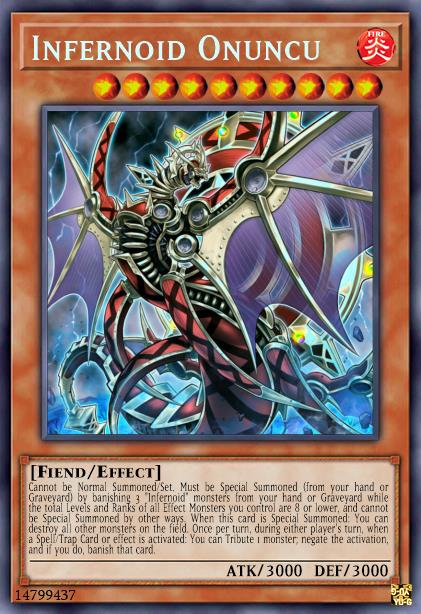 Infernoid Onuncu
FIRE
炎
[Fiend/Effect]
Cannot be Normal Summoned/Set. Must be Special Summoned (from your hand or
Graveyard) by banishing 3 "Infernoid" monsters from your hand or Graveyard while
the total Levels and Ranks of all Effect Monsters you control are 8 or lower, and cannot
be Special Summoned by other ways. When this card is Special Summoned: You can
destroy all other monsters on the field. Once per turn, during either player's turn, when
a Spell/Trap Card or effect is activated: You can Tribute 1 monster; negate the activation,
and if you do, banish that card.
ATK/3000 DEF/3000
14799437